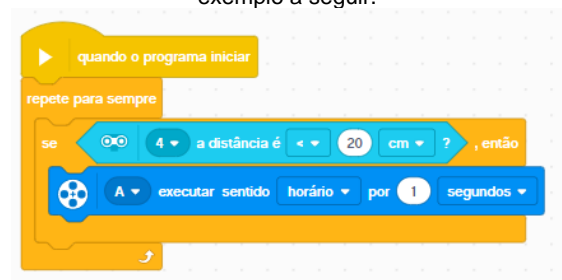 exemplo a seguir:
quando o programa iniciar
repete para sempre
se 4 a distância é < 20 cm ? , então
A executar sentido horário por 1 segundos